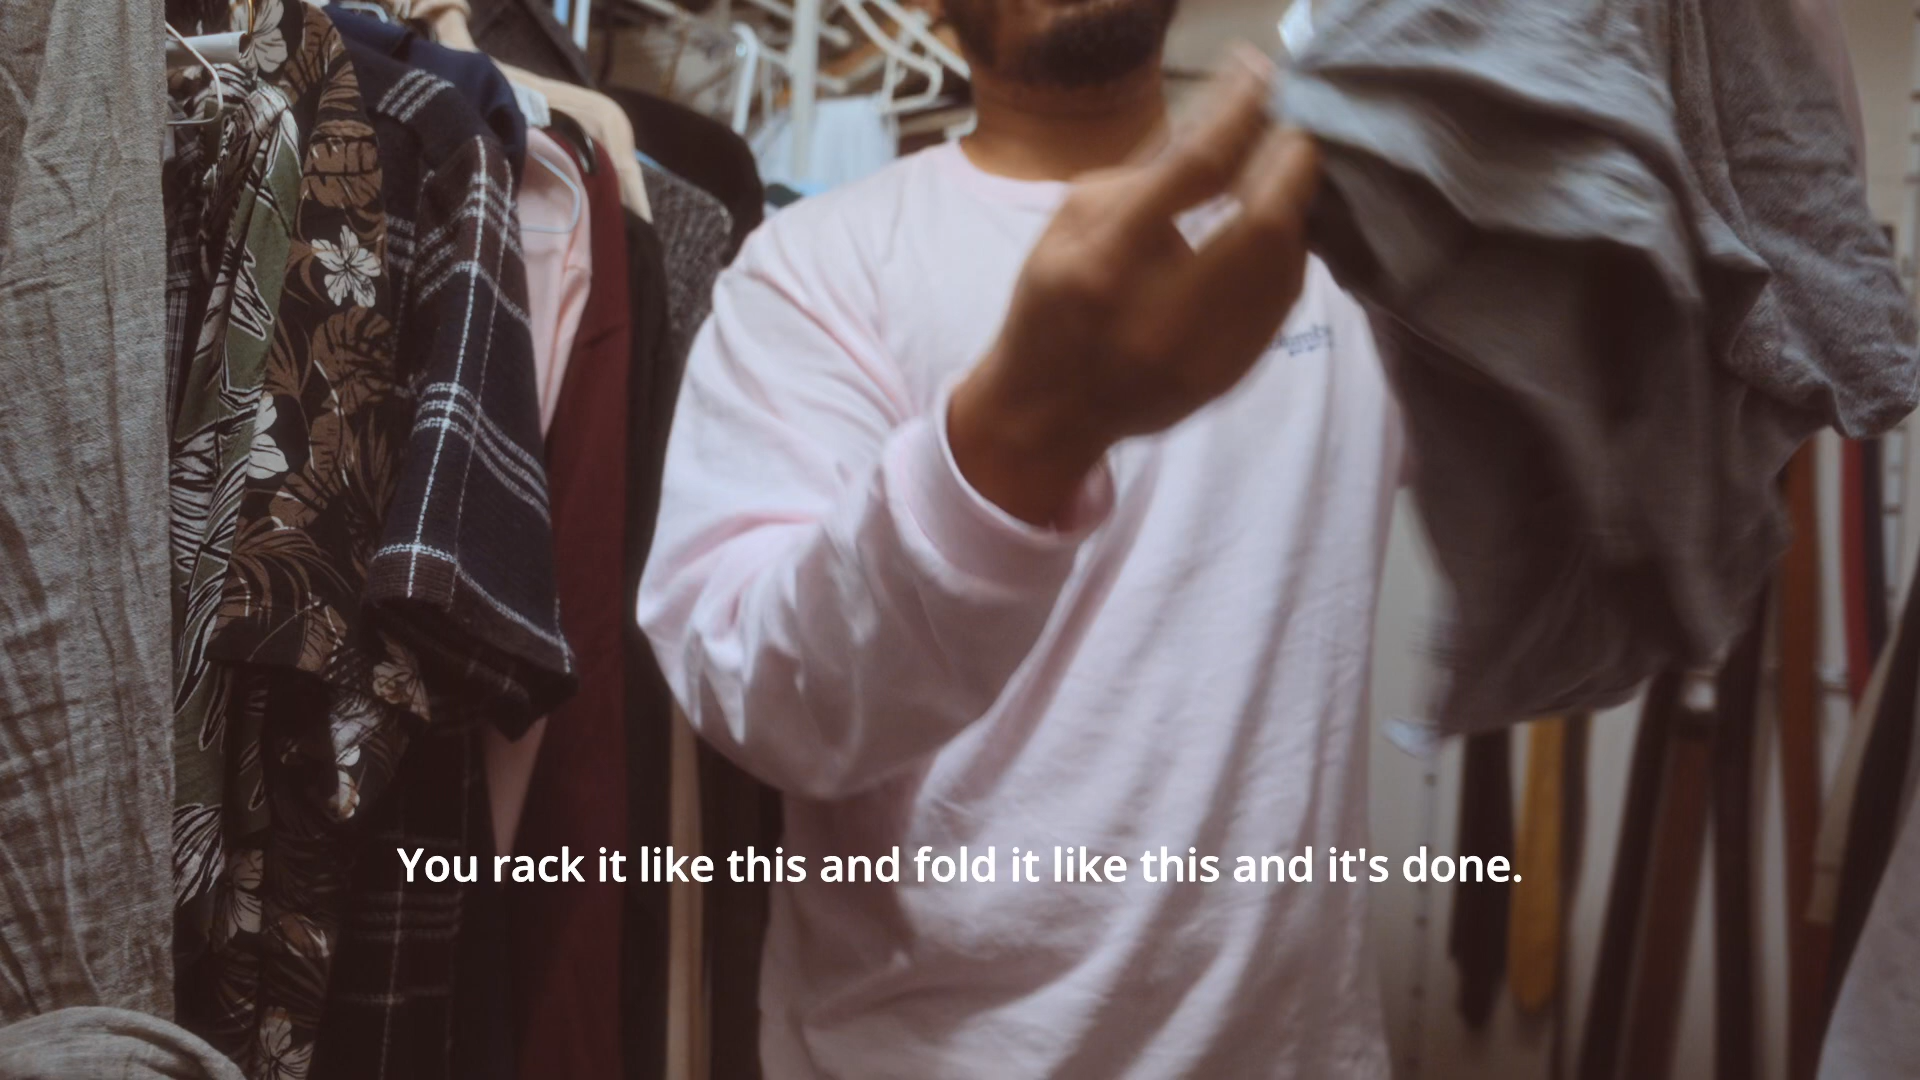 You rack it like this and fold it like this and it's done.